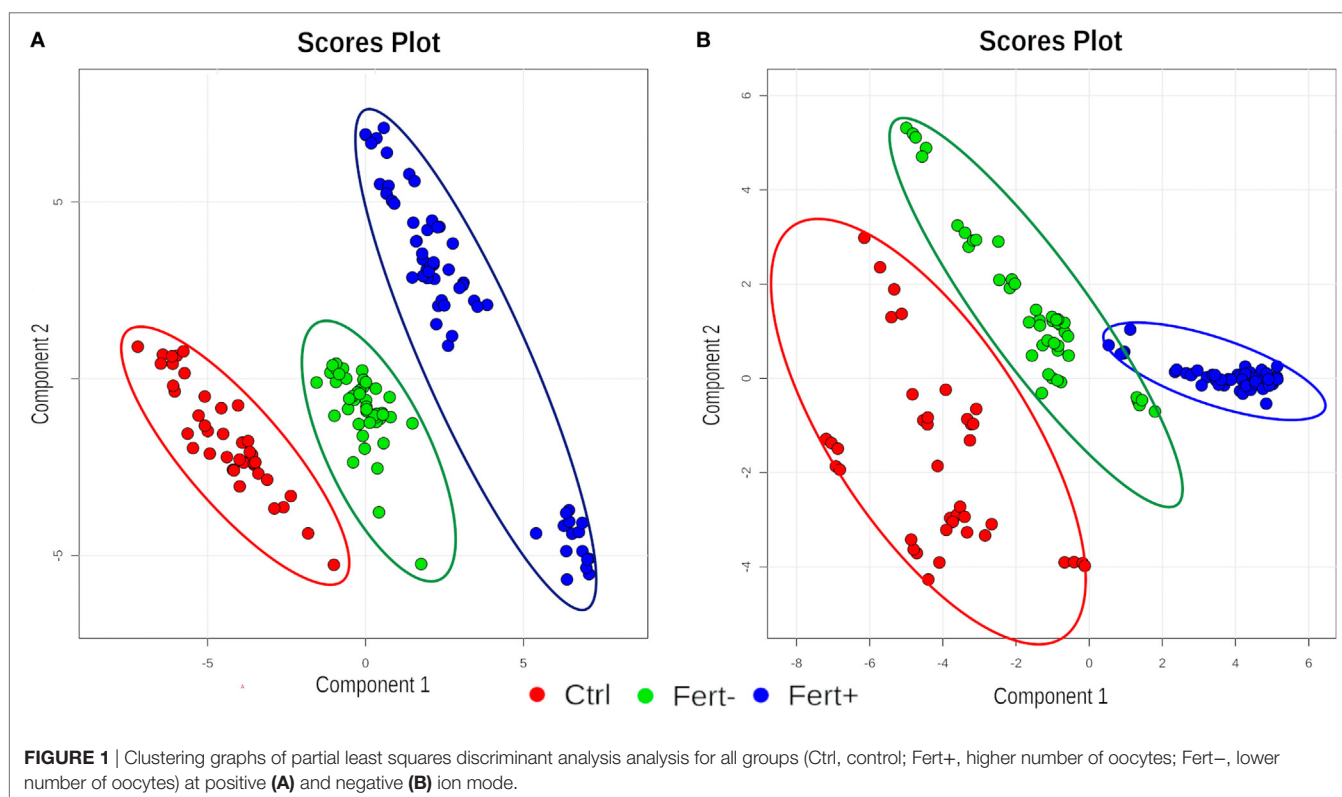 A
Scores Plot
5
0
-5
-5
0
5
Component 2
Component 1
A
B
Scores Plot
6
4
2
0
-2
-4
-8
-6
-4
-2
0
2
4
6
Component 2
Component 1
Ctrl Fert- Fert+
FIGURE 1 | Clustering graphs of partial least squares discriminant analysis analysis for all groups (Ctrl, control; Fert+, higher number of oocytes; Fert−, lower
number of oocytes) at positive (A) and negative (B) ion mode.